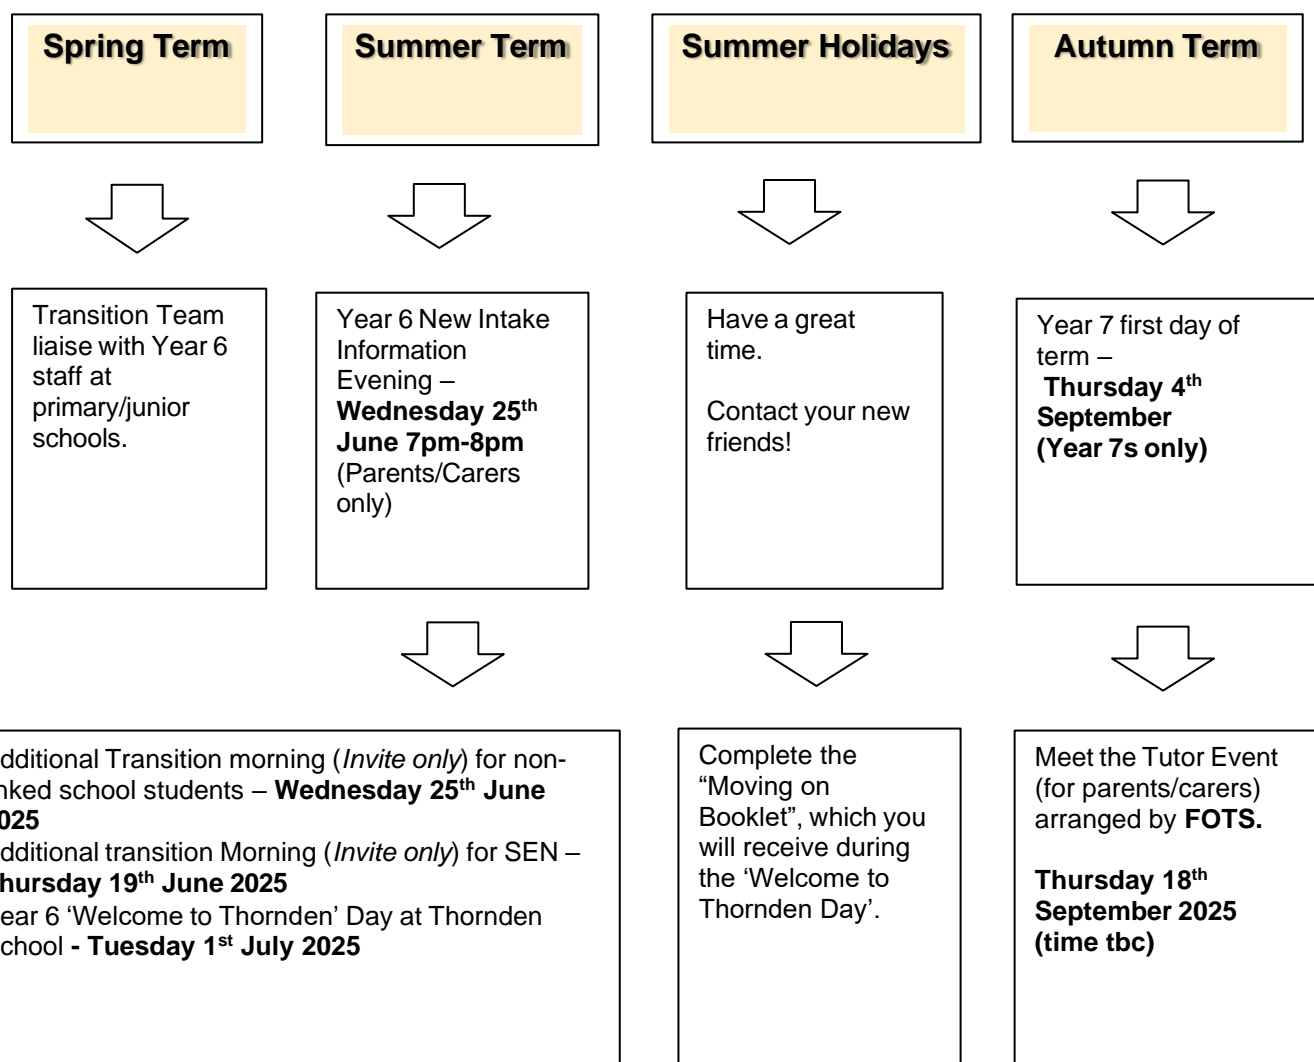 Spring Term
Summer Term
Summer Holidays
Autumn Term
Transition Team
liaise with Year 6
staff at
primary/junior
schools.
Year 6 New Intake
Information
Evening –
Wednesday 25th
June 7pm-8pm
(Parents/Carers
only)
Have a great
time.
Contact your new
friends!
Year 7 first day of
term –
Thursday 4th
September
(Year 7s only)
dditional Transition morning (Invite only) for non-
nked school students – Wednesday 25th June
025
dditional transition Morning (Invite only) for SEN –
hursday 19th June 2025
ear 6 ‘Welcome to Thornden’ Day at Thornden
chool - Tuesday 1st July 2025
Complete the
“Moving on
Booklet”, which you
will receive during
the ‘Welcome to
Thornden Day’.
Meet the Tutor Event
(for parents/carers)
arranged by FOTS.
Thursday 18th
September 2025
(time tbc)